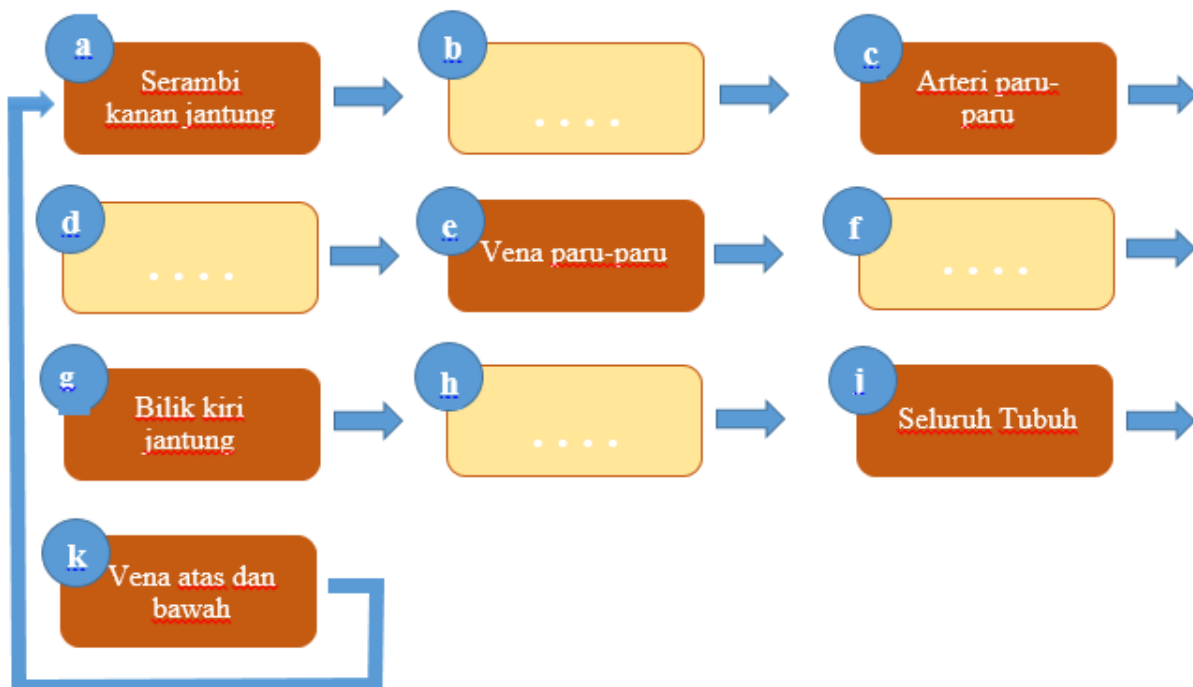 a
Serambi
kanan jantung
b
. . . .
c
Arteri paru-
paru
d
. . . .
e
Vena paru-paru
f
. . . .
g
Bilik kiri
jantung
h
. . . .
j
Seluruh Tubuh
k
Vena atas dan
bawah